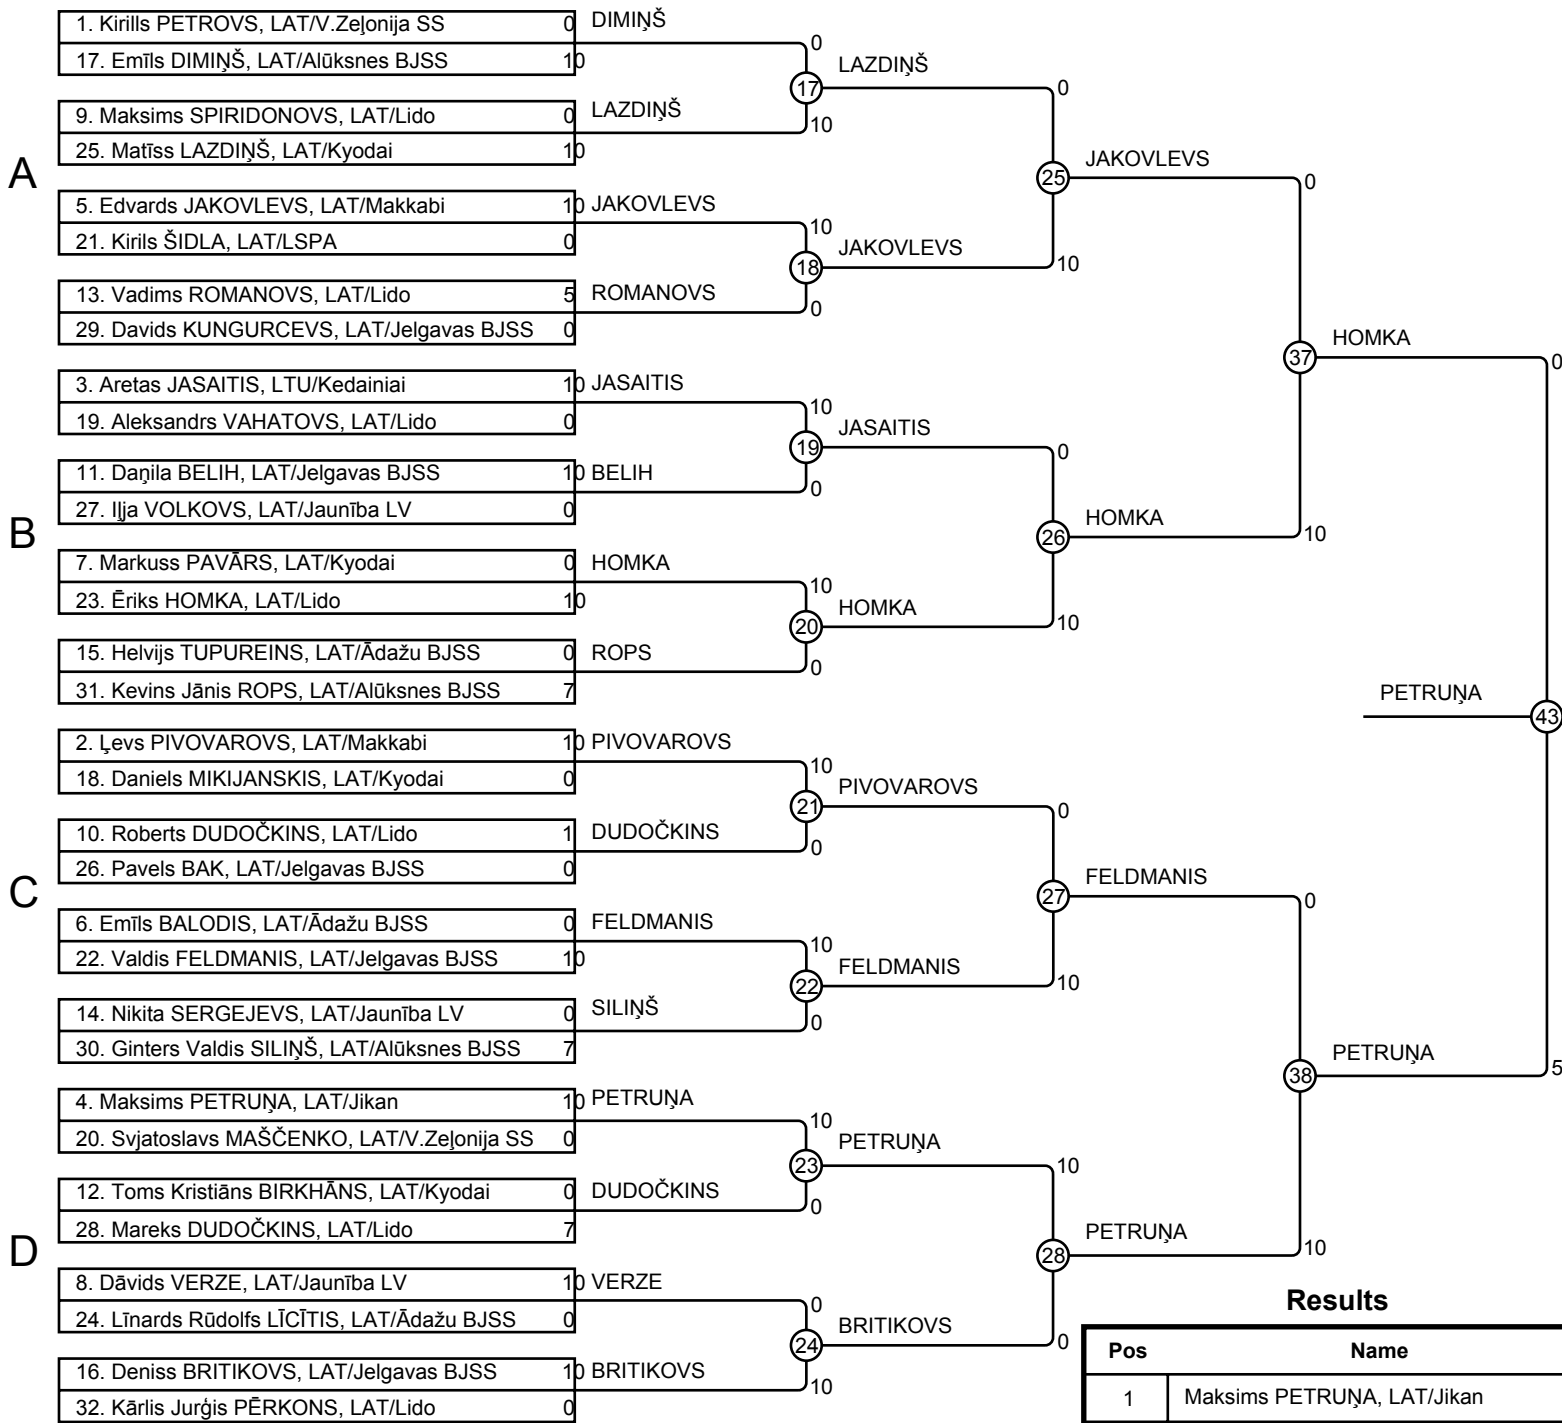 1. Kirills PETROVS, LAT/V.Zeļonija SS 0 DIMIŅŠ
17. Emīls DIMIŅŠ, LAT/Alūksnes BJSS 10
0
LAZDIŅŠ
17
0
9. Maksims SPIRIDONOVS, LAT/Lido 0 LAZDIŅŠ
10
25. Matīss LAZDIŅŠ, LAT/Kyodai 10
A
JAKOVLEVS
25
0
5. Edvards JAKOVLEVS, LAT/Makkabi 10 JAKOVLEVS
21. Kirils ŠIDLA, LAT/LSPA 0
10
JAKOVLEVS
18
10
13. Vadims ROMANOVS, LAT/Lido 5 ROMANOVS
0
29. Davids KUNGURCEVS, LAT/Jelgavas BJSS 0
HOMKA
37
0
3. Aretas JASAITIS, LTU/Kedainiai 10 JASAITIS
19. Aleksandrs VAHATOVS, LAT/Lido 0
10
JASAITIS
19
0
11. Daņila BELIH, LAT/Jelgavas BJSS 10 BELIH
0
27. Iļja VOLKOVS, LAT/Jaunība LV 0
B
HOMKA
26
10
7. Markuss PAVĀRS, LAT/Kyodai 0 HOMKA
23. Ēriks HOMKA, LAT/Lido 10
10
HOMKA
20
10
15. Helvijs TUPUREINS, LAT/Ādažu BJSS 0 ROPS
0
31. Kevins Jānis ROPS, LAT/Alūksnes BJSS 7
PETRUŅA
43
2. Ļevs PIVOVAROVS, LAT/Makkabi 10 PIVOVAROVS
18. Daniels MIKIJANSKIS, LAT/Kyodai 0
10
PIVOVAROVS
21
0
10. Roberts DUDOČKINS, LAT/Lido 1 DUDOČKINS
0
26. Pavels BAK, LAT/Jelgavas BJSS 0
C
FELDMANIS
27
0
6. Emīls BALODIS, LAT/Ādažu BJSS 0 FELDMANIS
22. Valdis FELDMANIS, LAT/Jelgavas BJSS 10
10
FELDMANIS
22
10
14. Nikita SERGEJEVS, LAT/Jaunība LV 0 SILIŅŠ
0
30. Ginters Valdis SILIŅŠ, LAT/Alūksnes BJSS 7
PETRUŅA
38
5
4. Maksims PETRUŅA, LAT/Jikan 10 PETRUŅA
20. Svjatoslavs MAŠČENKO, LAT/V.Zeļonija SS 0
10
PETRUŅA
23
10
12. Toms Kristiāns BIRKHĀNS, LAT/Kyodai 0 DUDOČKINS
0
28. Mareks DUDOČKINS, LAT/Lido 7
D
PETRUŅA
28
10
8. Dāvids VERZE, LAT/Jaunība LV 10 VERZE
24. Līnards Rūdolfs LĪCĪTIS, LAT/Ādažu BJSS 0
0
BRITIKOVS
24
0
16. Deniss BRITIKOVS, LAT/Jelgavas BJSS 10 BRITIKOVS
10
32. Kārlis Jurģis PĒRKONS, LAT/Lido 0
Results
Pos Name
1 Maksims PETRUŅA, LAT/Jikan